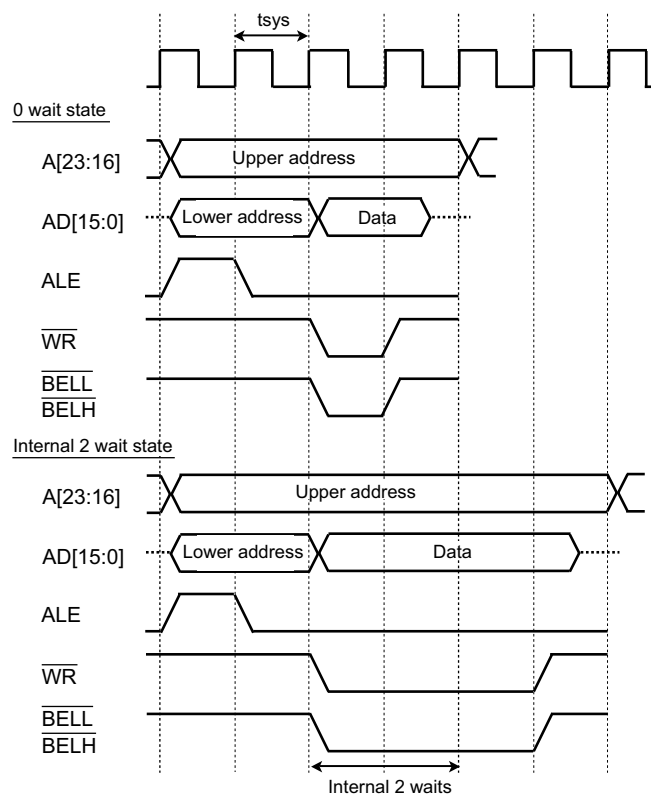 tsys
0 wait state
A[23:16]
Upper address
AD[15:0]
Lower address
Data
ALE
WR
BELL
BELH
Internal 2 wait state
A[23:16]
Upper address
AD[15:0]
Lower address
Data
ALE
WR
BELL
BELH
Internal 2 waits